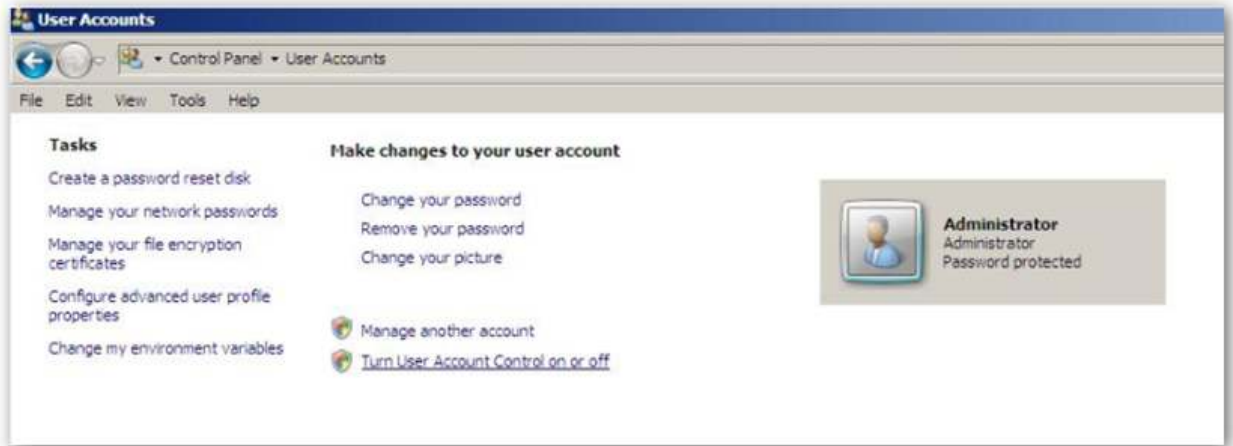 User Accounts
Control Panel ▾ User Accounts
File Edit View Tools Help
Tasks
Create a password reset disk
Manage your network passwords
Manage your file encryption
certificates
Configure advanced user profile
properties
Change my environment variables
Make changes to your user account
Change your password
Remove your password
Change your picture
Manage another account
Turn User Account Control on or off
Administrator
Administrator
Password protected